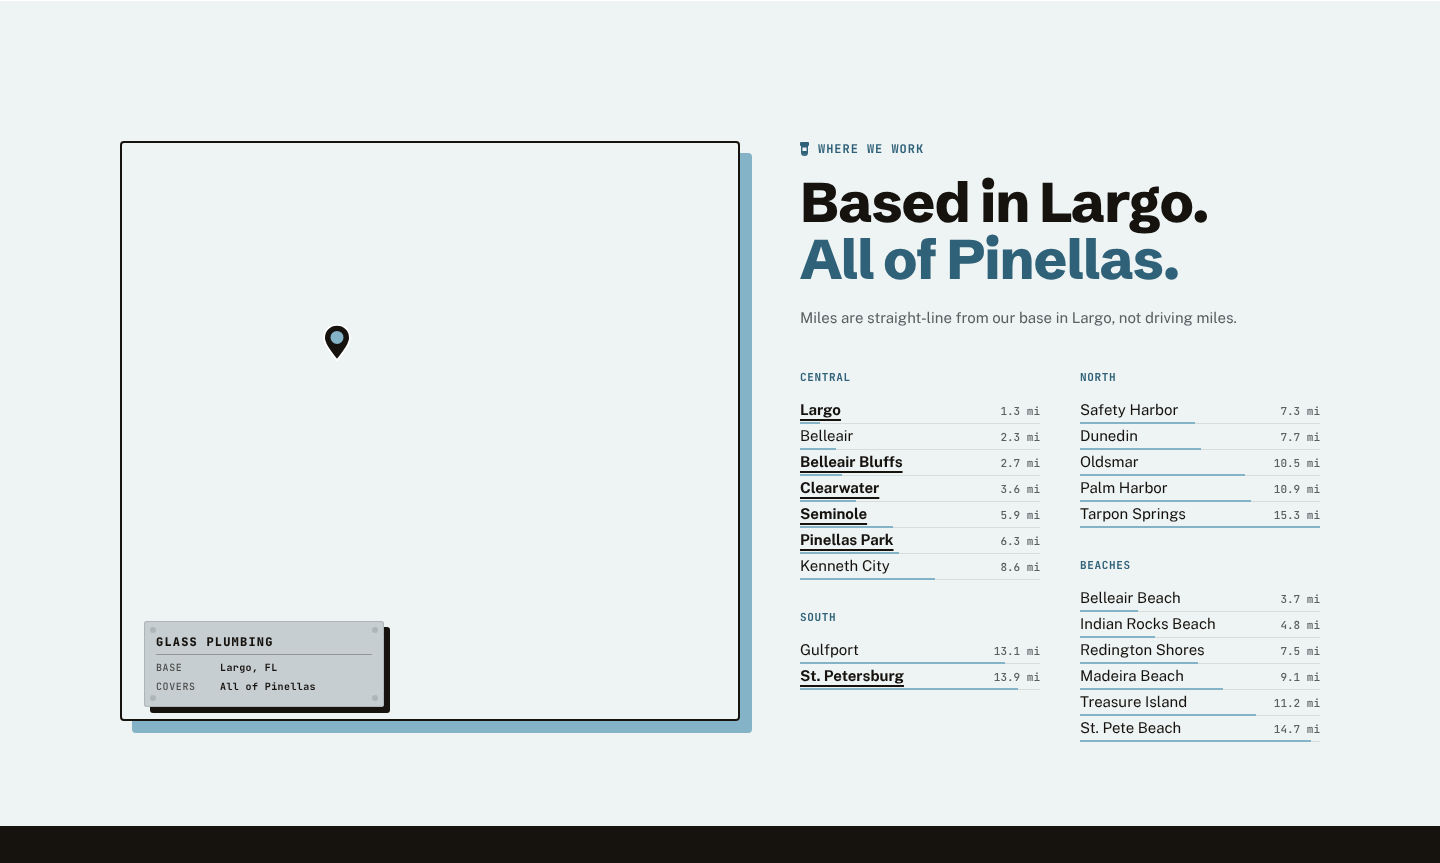 WHERE WE WORK
Based in Largo.
All of Pinellas.
Miles are straight-line from our base in Largo, not driving miles.
CENTRAL
Largo 1.3 mi
Belleair 2.3 mi
Belleair Bluffs 2.7 mi
Clearwater 3.6 mi
Seminole 5.9 mi
Pinellas Park 6.3 mi
Kenneth City 8.6 mi
SOUTH
Gulfport 13.1 mi
St. Petersburg 13.9 mi
NORTH
Safety Harbor 7.3 mi
Dunedin 7.7 mi
Oldsmar 10.5 mi
Palm Harbor 10.9 mi
Tarpon Springs 15.3 mi
BEACHES
Belleair Beach 3.7 mi
Indian Rocks Beach 4.8 mi
Redington Shores 7.5 mi
Madeira Beach 9.1 mi
Treasure Island 11.2 mi
St. Pete Beach 14.7 mi
GLASS PLUMBING
BASE Largo, FL
COVERS All of Pinellas